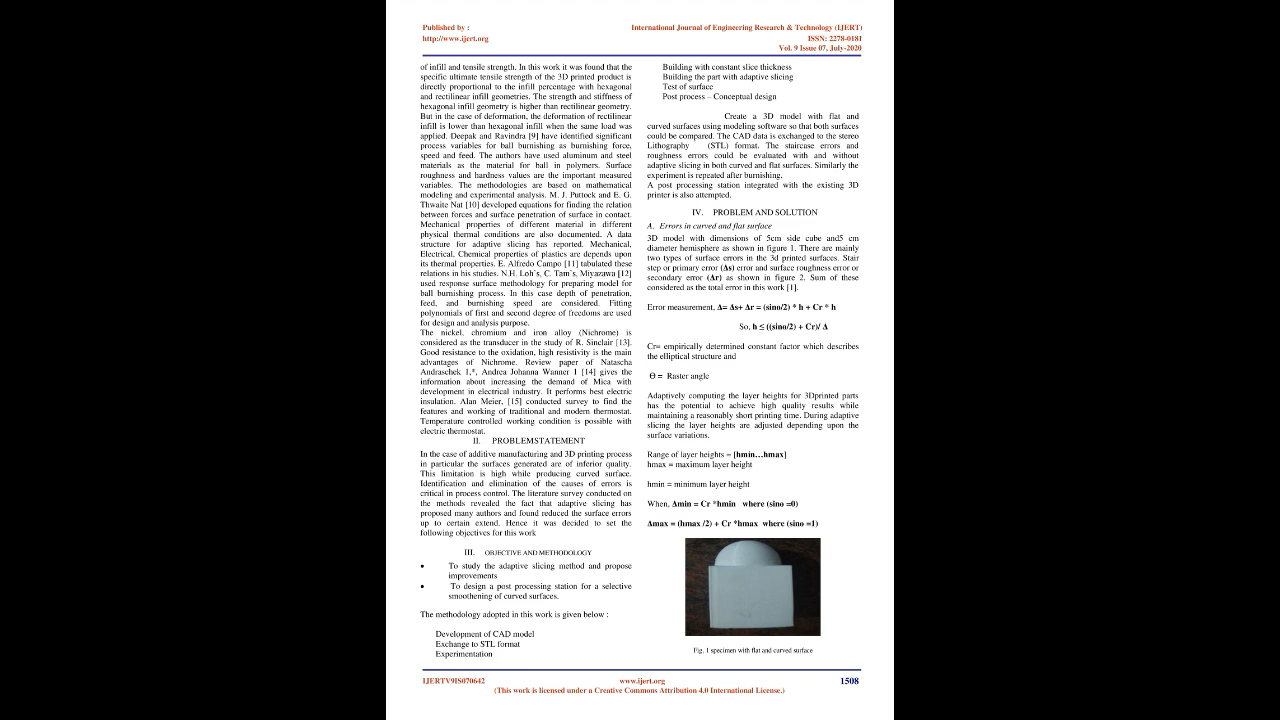 Published by :
http://www.ijert.org
International Journal of Engineering Research & Technology (IJERT)
ISSN: 2278-0181
Vol. 9 Issue 07, July-2020
of infill and tensile strength. In this work it was found that the
specific ultimate tensile strength of the 3D printed product is
directly proportional to the infill percentage with hexagonal
and rectilinear infill geometries. The strength and stiffness of
hexagonal infill geometry is higher than rectilinear geometry.
But in the case of deformation, the deformation of rectilinear
infill is lower than hexagonal infill when the same load was
applied. Deepak and Ravindra [9] have identified significant
process variables for ball burnishing as burnishing force,
speed and feed. The authors have used aluminum and steel
materials as the material for ball in polymers. Surface
roughness and hardness values are the important measured
variables. The methodologies are based on mathematical
modeling and experimental analysis. M. J. Puttock and E. G.
Thwaite Nat [10] developed equations for finding the relation
between forces and surface penetration of surface in contact.
Mechanical properties of different material in different
physical thermal conditions are also documented. A data
structure for adaptive slicing has reported. Mechanical,
Electrical, Chemical properties of plastics are depends upon
its thermal properties. E. Alfredo Campo [11] tabulated these
relations in his studies. N.H. Loh`s, C. Tam`s, Miyazawa [12]
used response surface methodology for preparing model for
ball burnishing process. In this case depth of penetration,
feed, and burnishing speed are considered. Fitting
polynomials of first and second degree of freedoms are used
for design and analysis purpose.
The nickel, chromium and iron alloy (Nichrome) is
considered as the transducer in the study of R. Sinclair [13].
Good resistance to the oxidation, high resistivity is the main
advantages of Nichrome. Review paper of Natascha
Andraschek 1,*, Andrea Johanna Wanner 1 [14] gives the
information about increasing the demand of Mica with
development in electrical industry. It performs best electric
insulation. Alan Meier, [15] conducted survey to find the
features and working of traditional and modern thermostat.
Temperature controlled working condition is possible with
electric thermostat.
II. PROBLEMSTATEMENT
In the case of additive manufacturing and 3D printing process
in particular the surfaces generated are of inferior quality.
This limitation is high while producing curved surface.
Identification and elimination of the causes of errors is
critical in process control. The literature survey conducted on
the methods revealed the fact that adaptive slicing has
proposed many authors and found reduced the surface errors
up to certain extend. Hence it was decided to set the
following objectives for this work
III. OBJECTIVE AND METHODOLOGY
• To study the adaptive slicing method and propose
improvements
• To design a post processing station for a selective
smoothening of curved surfaces.
The methodology adopted in this work is given below :
Development of CAD model
Exchange to STL format
Experimentation
Building with constant slice thickness
Building the part with adaptive slicing
Test of surface
Post process – Conceptual design
Create a 3D model with flat and
curved surfaces using modeling software so that both surfaces
could be compared. The CAD data is exchanged to the stereo
Lithography (STL) format. The staircase errors and
roughness errors could be evaluated with and without
adaptive slicing in both curved and flat surfaces. Similarly the
experiment is repeated after burnishing.
A post processing station integrated with the existing 3D
printer is also attempted.
IV. PROBLEM AND SOLUTION
A. Errors in curved and flat surface
3D model with dimensions of 5cm side cube and5 cm
diameter hemisphere as shown in figure 1. There are mainly
two types of surface errors in the 3d printed surfaces. Stair
step or primary error (Δs) error and surface roughness error or
secondary error (Δr) as shown in figure 2. Sum of these
considered as the total error in this work [1].
Error measurement, Δ= Δs+ Δr = (sinѳ/2) * h + Cr * h
So, h ≤ ((sinѳ/2) + Cr)/ Δ
Cr= empirically determined constant factor which describes
the elliptical structure and
Ѳ = Raster angle
Adaptively computing the layer heights for 3Dprinted parts
has the potential to achieve high quality results while
maintaining a reasonably short printing time. During adaptive
slicing the layer heights are adjusted depending upon the
surface variations.
Range of layer heights = [hmin…hmax]
hmax = maximum layer height
hmin = minimum layer height
When, Δmin = Cr *hmin where (sinѳ =0)
Δmax = (hmax /2) + Cr *hmax where (sinѳ =1)
Fig. 1 specimen with flat and curved surface
IJERTV9IS070642
www.ijert.org
1508
(This work is licensed under a Creative Commons Attribution 4.0 International License.)